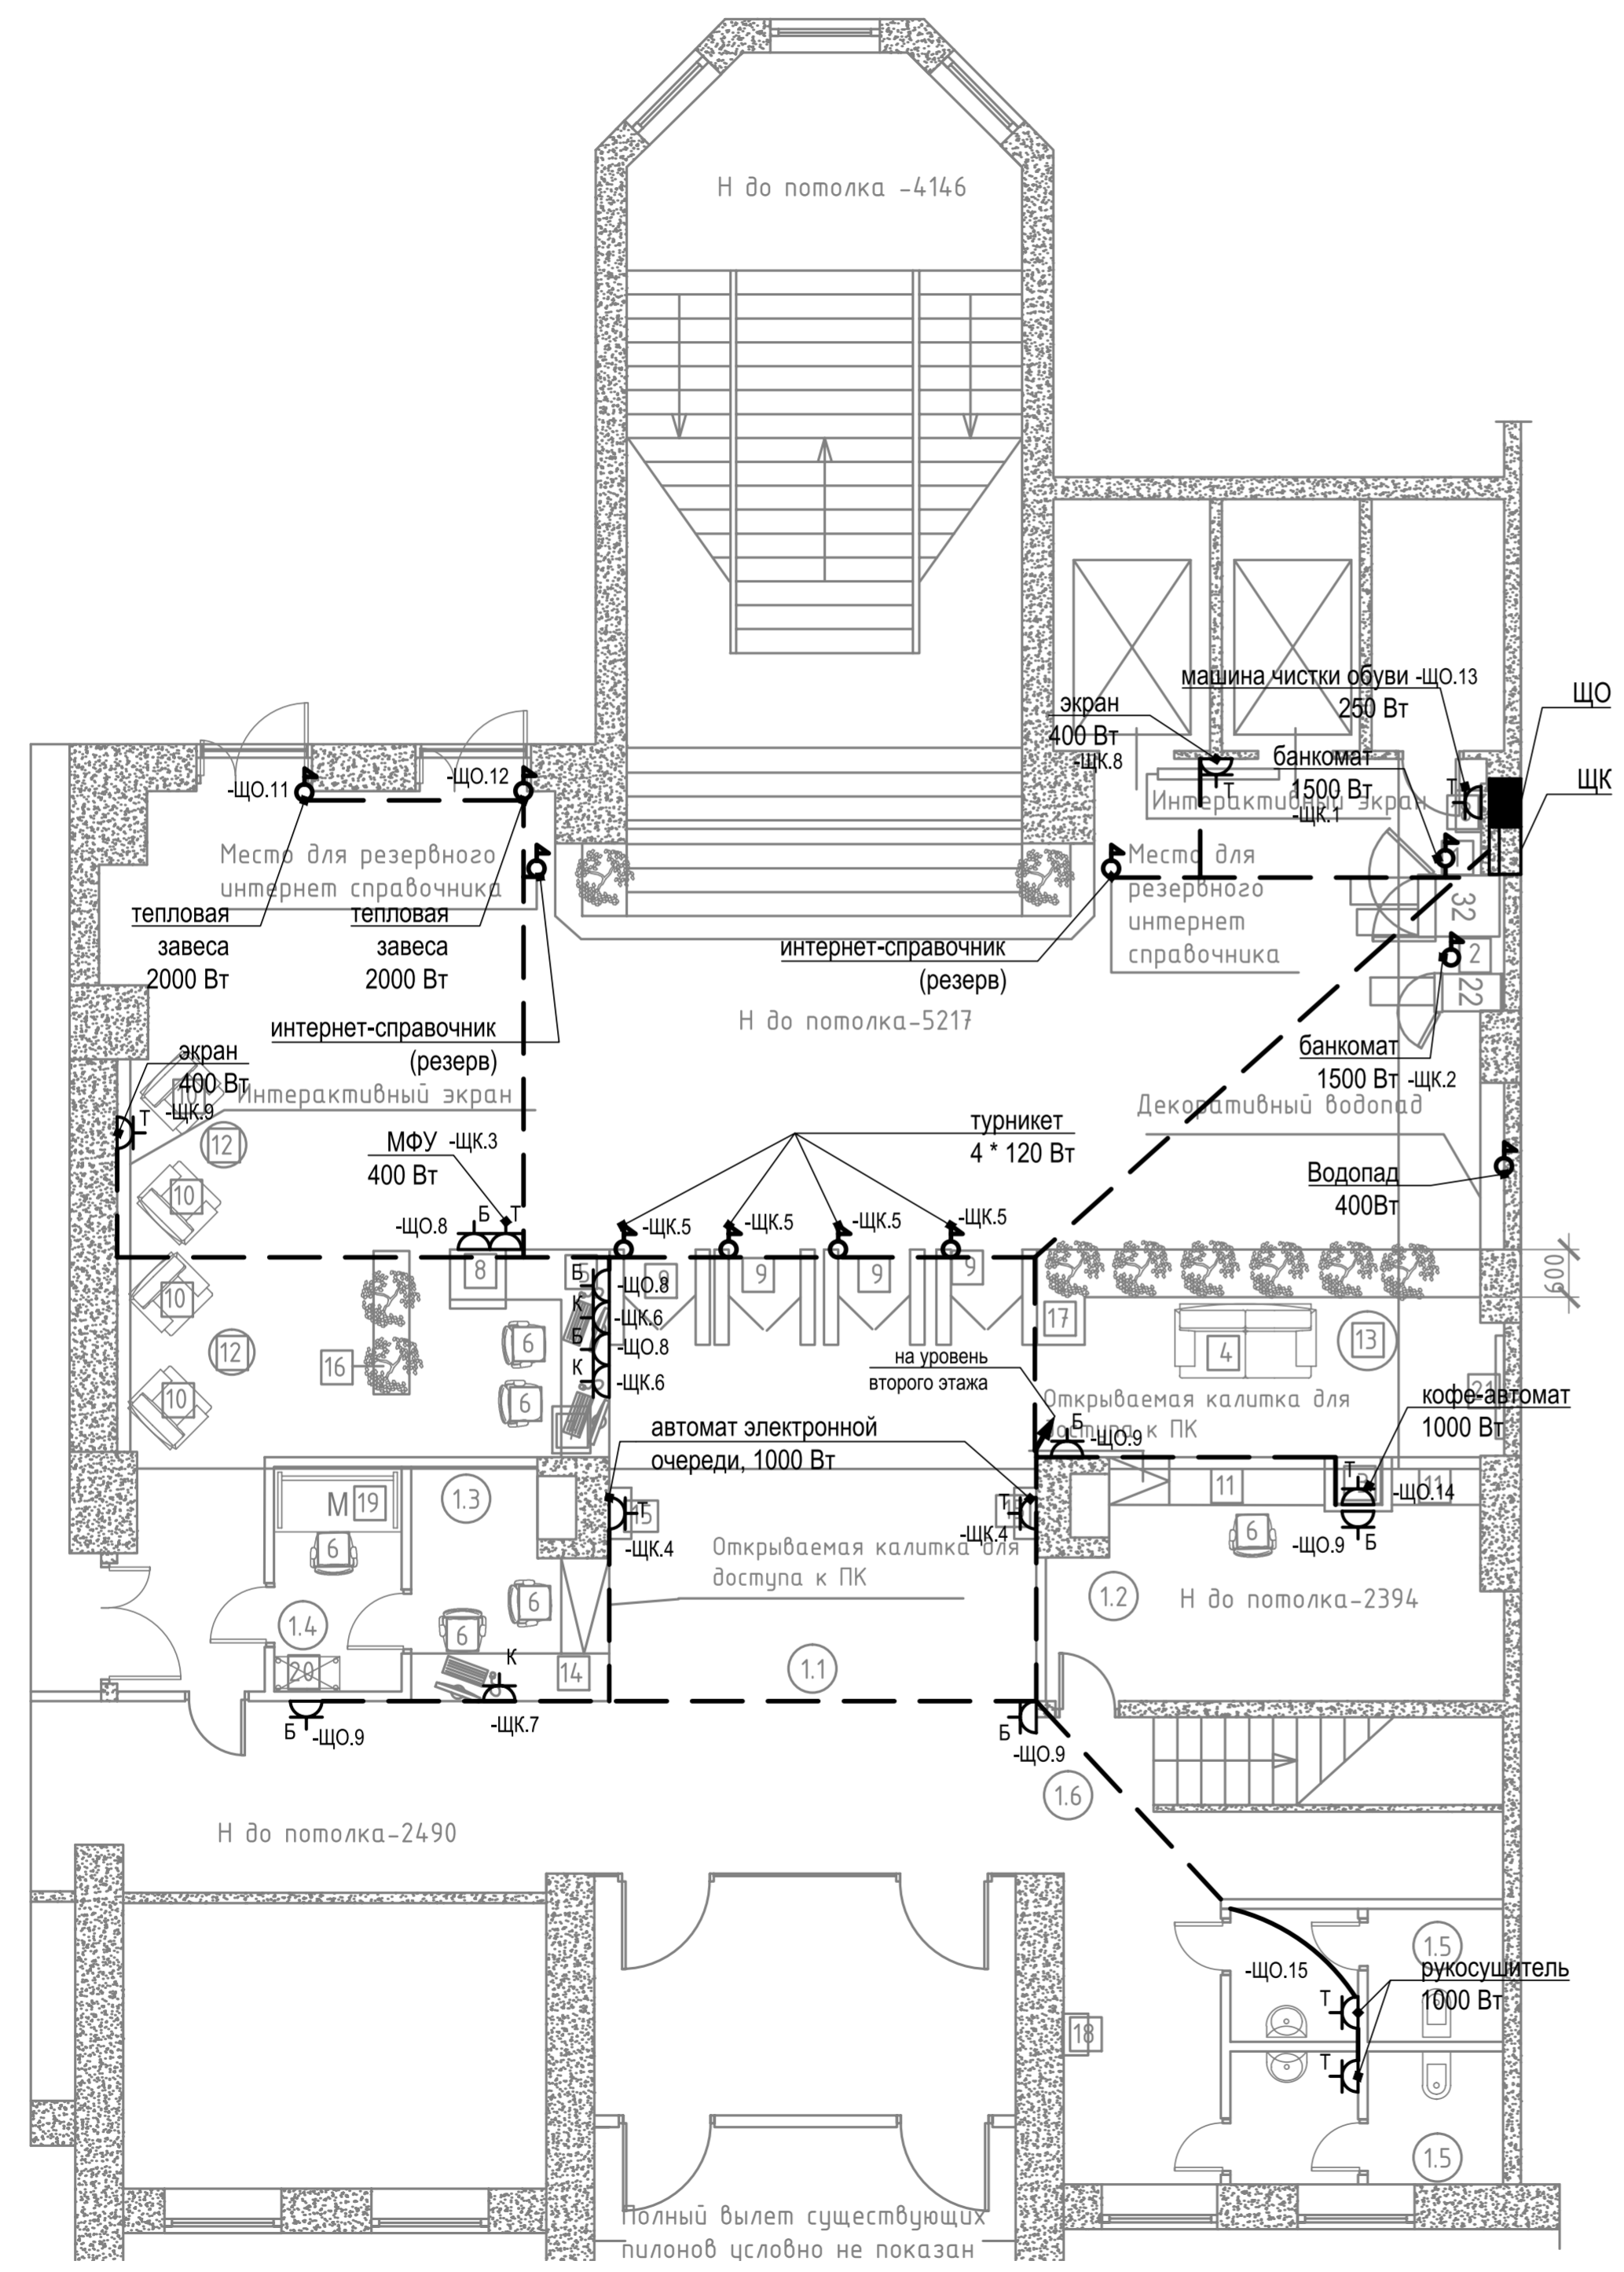 Н до потолка -4146
машина чистки обуви -ЩО.13
250 Вт
ЩО
ЩК
экран
400 Вт
-ЩК.8
Т
банкомат
1500 Вт
-ЩК.1
Т
Интерактивный экран
-ЩО.11
-ЩО.12
Место для резервного
интернет справочника
Место для
резервного
интернет
справочника
1
32
2
22
тепловая
завеса
2000 Вт
тепловая
завеса
2000 Вт
интернет-справочник
(резерв)
интернет-справочник
(резерв)
Н до потолка-5217
банкомат
1500 Вт -ЩК.2
экран
400 Вт
-ЩК.9
Т
10
Интерактивный экран
12
Декоративный водопад
турникет
4 * 120 Вт
МФУ -ЩК.3
400 Вт
Водопад
400Вт
10
-ЩО.8
Б
Т
-ЩК.5
-ЩК.5
-ЩК.5
-ЩК.5
8
Б
-ЩО.8
9
9
9
9
600
10
К
-ЩК.6
17
Б
-ЩО.8
12
16
6
4
13
К
-ЩК.6
на уровень
второго этажа
10
6
21
Открываемая калитка для
доступа к ПК
кофе-автомат
1000 Вт
автомат электронной
очереди, 1000 Вт
Б
-ЩО.9
М
19
1.3
Т
15
Т
11
Т
11
-ЩО.14
-ЩК.4
-ЩК.4
6
6
-ЩО.9
Б
Открываемая калитка для
доступа к ПК
1.2
Н до потолка-2394
1.4
6
6
20
К
14
1.1
Б
-ЩО.9
-ЩК.7
Б
-ЩО.9
1.6
Н до потолка-2490
1.5
-ЩО.15
рукосушитель
1000 Вт
Т
18
Т
1.5
Полный вылет существующих
пилонов условно не показан